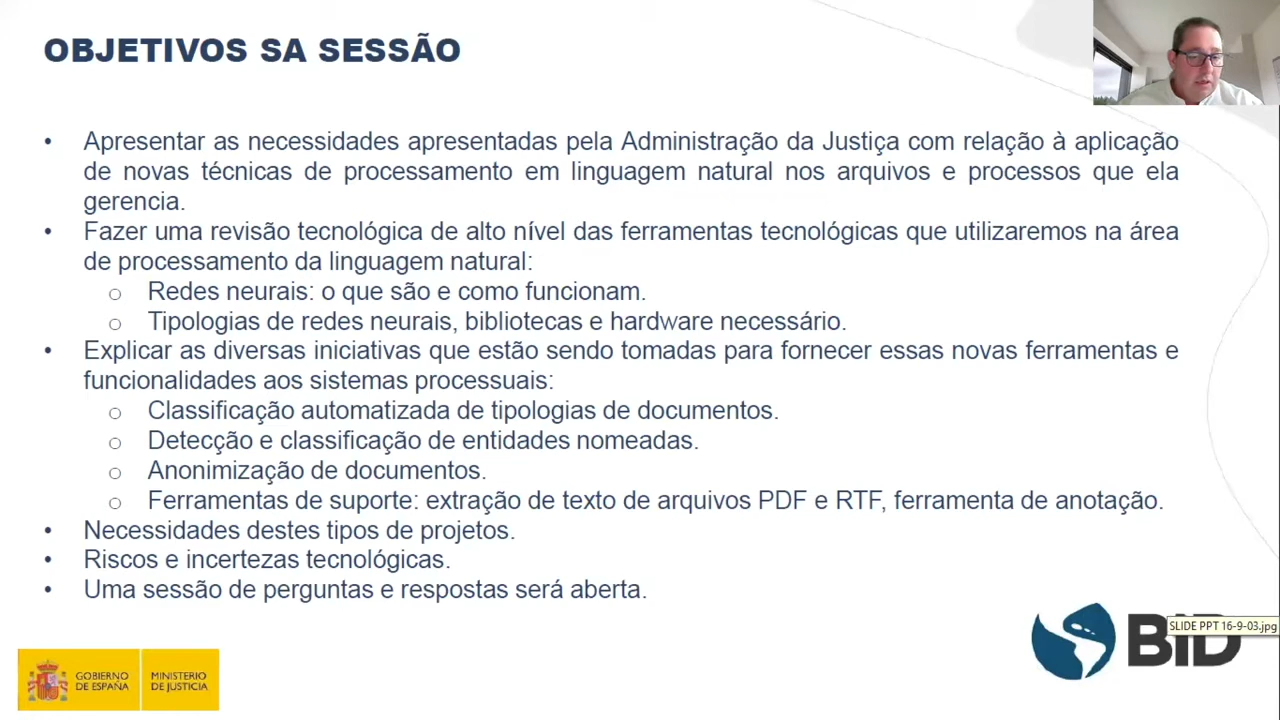 OBJETIVOS SA SESSÃO
• Apresentar as necessidades apresentadas pela Administração da Justiça com relação à aplicação
de novas técnicas de processamento em linguagem natural nos arquivos e processos que ela
gerencia.
• Fazer uma revisão tecnológica de alto nível das ferramentas tecnológicas que utilizaremos na área
de processamento da linguagem natural:
o Redes neurais: o que são e como funcionam.
o Tipologias de redes neurais, bibliotecas e hardware necessário.
• Explicar as diversas iniciativas que estão sendo tomadas para fornecer essas novas ferramentas e
funcionalidades aos sistemas processuais:
o Classificação automatizada de tipologias de documentos.
o Detecção e classificação de entidades nomeadas.
o Anonimização de documentos.
o Ferramentas de suporte: extração de texto de arquivos PDF e RTF, ferramenta de anotação.
• Necessidades destes tipos de projetos.
• Riscos e incertezas tecnológicas.
• Uma sessão de perguntas e respostas será aberta.
BID
SLIDE PPT 16-9-03.jpg
GOBIERNO
DE ESPAÑA
MINISTERIO
DE JUSTICIA